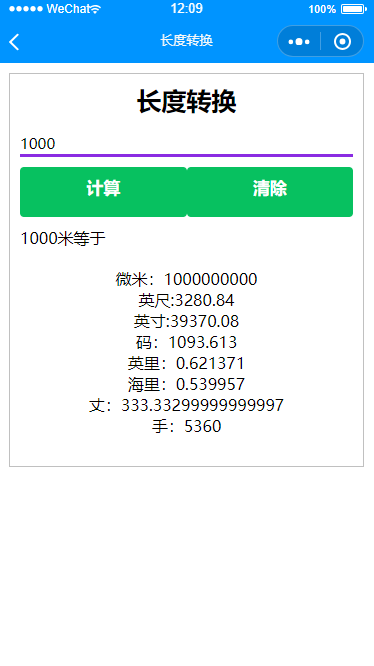 WeChat 12:09 100%
长度转换
长度转换
1000
计算 清除
1000米等于
微米：1000000000
英尺:3280.84
英寸:39370.08
码：1093.613
英里：0.621371
海里：0.539957
丈：333.33299999999997
手：5360